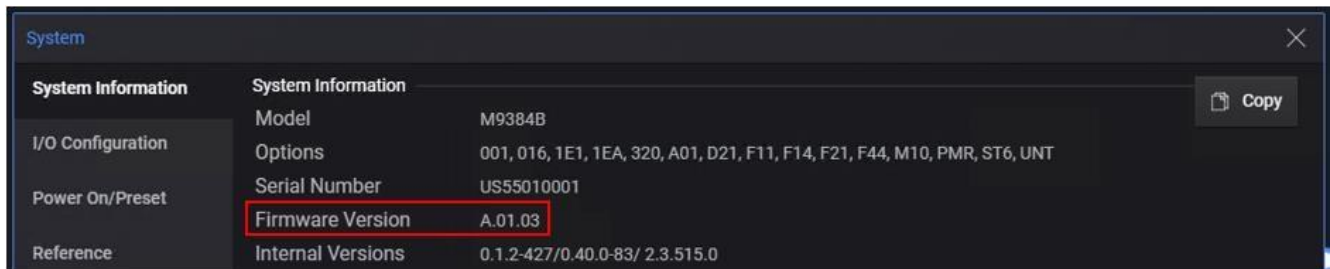 System
System Information
System Information
Copy
Model M9384B
I/O Configuration
Options 001, 016, 1E1, 1EA, 320, A01, D21, F11, F14, F21, F44, M10, PMR, ST6, UNT
Serial Number US55010001
Power On/Preset
Firmware Version A.01.03
Reference
Internal Versions 0.1.2-427/0.40.0-83/ 2.3.515.0